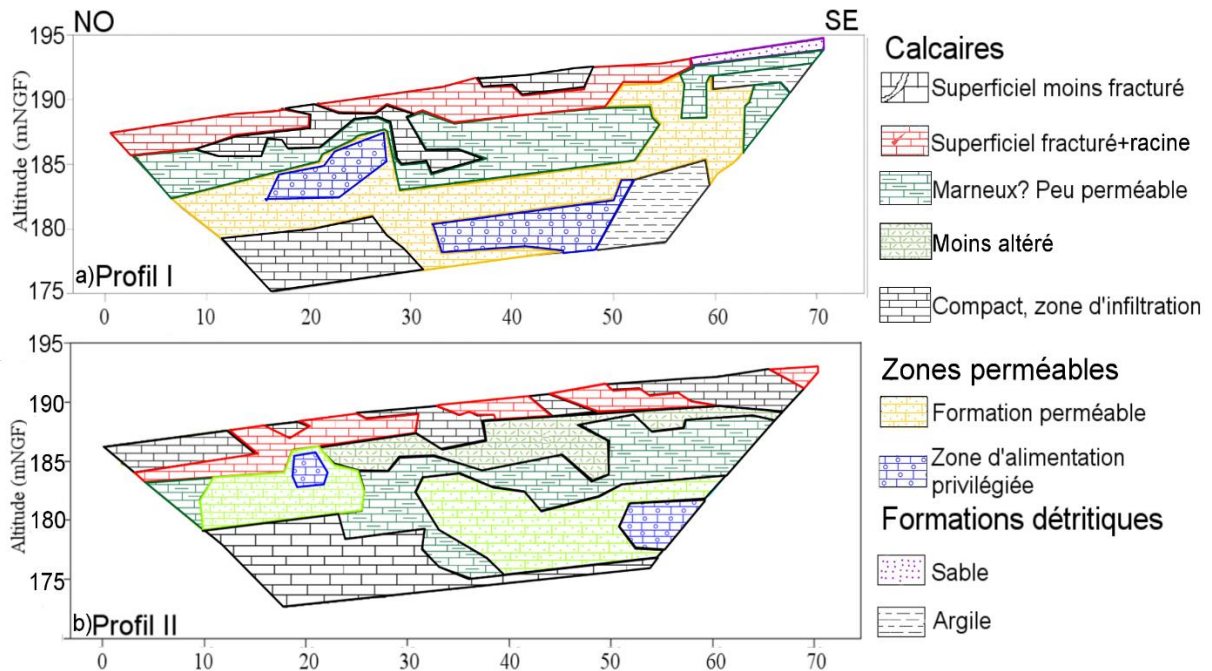 NO
SE
195
190
185
180
175
Altitude (mNGF)
a)Profil I
0 10 20 30 40 50 60 70
195
190
185
180
175
Altitude (mNGF)
b)Profil II
0 10 20 30 40 50 60 70
Calcaires
Superficiel moins fracturé
Superficiel fracturé+racine
Marneux? Peu perméable
Moins altéré
Compact, zone d'infiltration
Zones perméables
Formation perméable
Zone d'alimentation
privilégiée
Formations détritiques
Sable
Argile